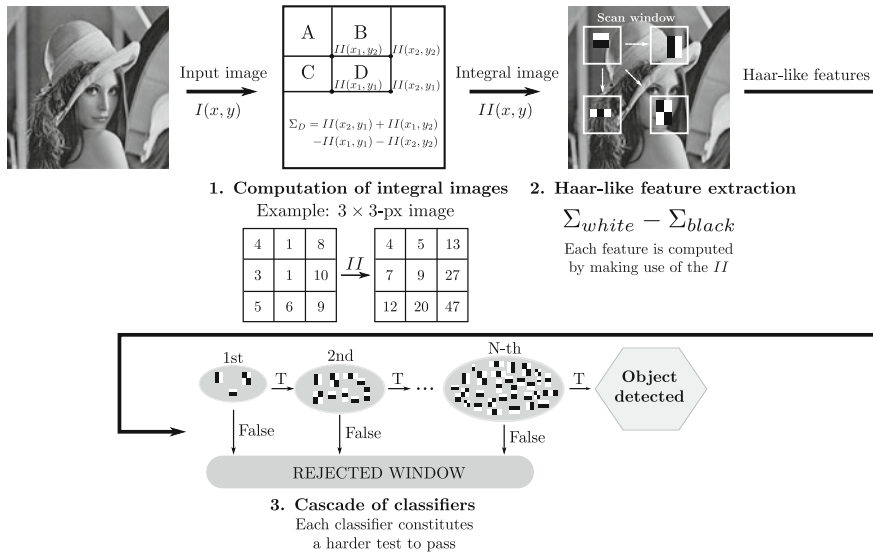 Input image
I(x, y)
A B
C D
II(x₁,y₂) II(x₂,y₂)
II(x₁,y₁) II(x₂,y₁)
Σ_D = II(x₂,y₁) + II(x₁,y₂)
−II(x₁,y₁) − II(x₂,y₂)
Integral image
II(x, y)
Scan window
Haar-like features
1. Computation of integral images
Example: 3 × 3-px image
4 1 8
3 1 10
5 6 9
II
4 5 13
7 9 27
12 20 47
2. Haar-like feature extraction
Σ_white − Σ_black
Each feature is computed
by making use of the II
1st
T
2nd
T
...
N-th
T
Object
detected
False
False
False
REJECTED WINDOW
3. Cascade of classifiers
Each classifier constitutes
a harder test to pass